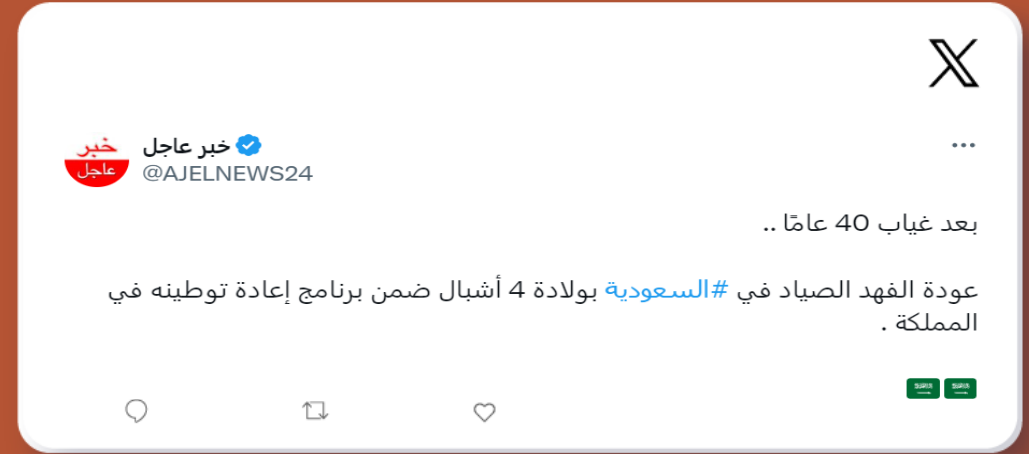 خبر عاجل
خبر عاجل
@AJELNEWS24
بعد غياب 40 عامًا ..
عودة الفهد الصياد في #السعودية بولادة 4 أشبال ضمن برنامج إعادة توطينه في
المملكة .